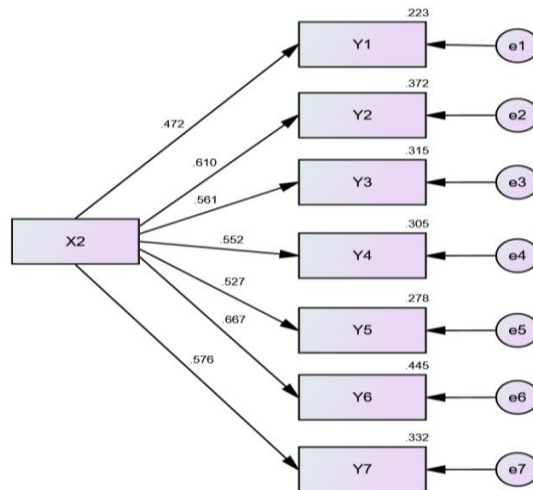 .223
Y1
e1
.472
.372
Y2
e2
.610
.315
Y3
e3
.561
X2
.305
Y4
e4
.552
.278
Y5
e5
.527
.445
Y6
e6
.667
.332
Y7
e7
.576